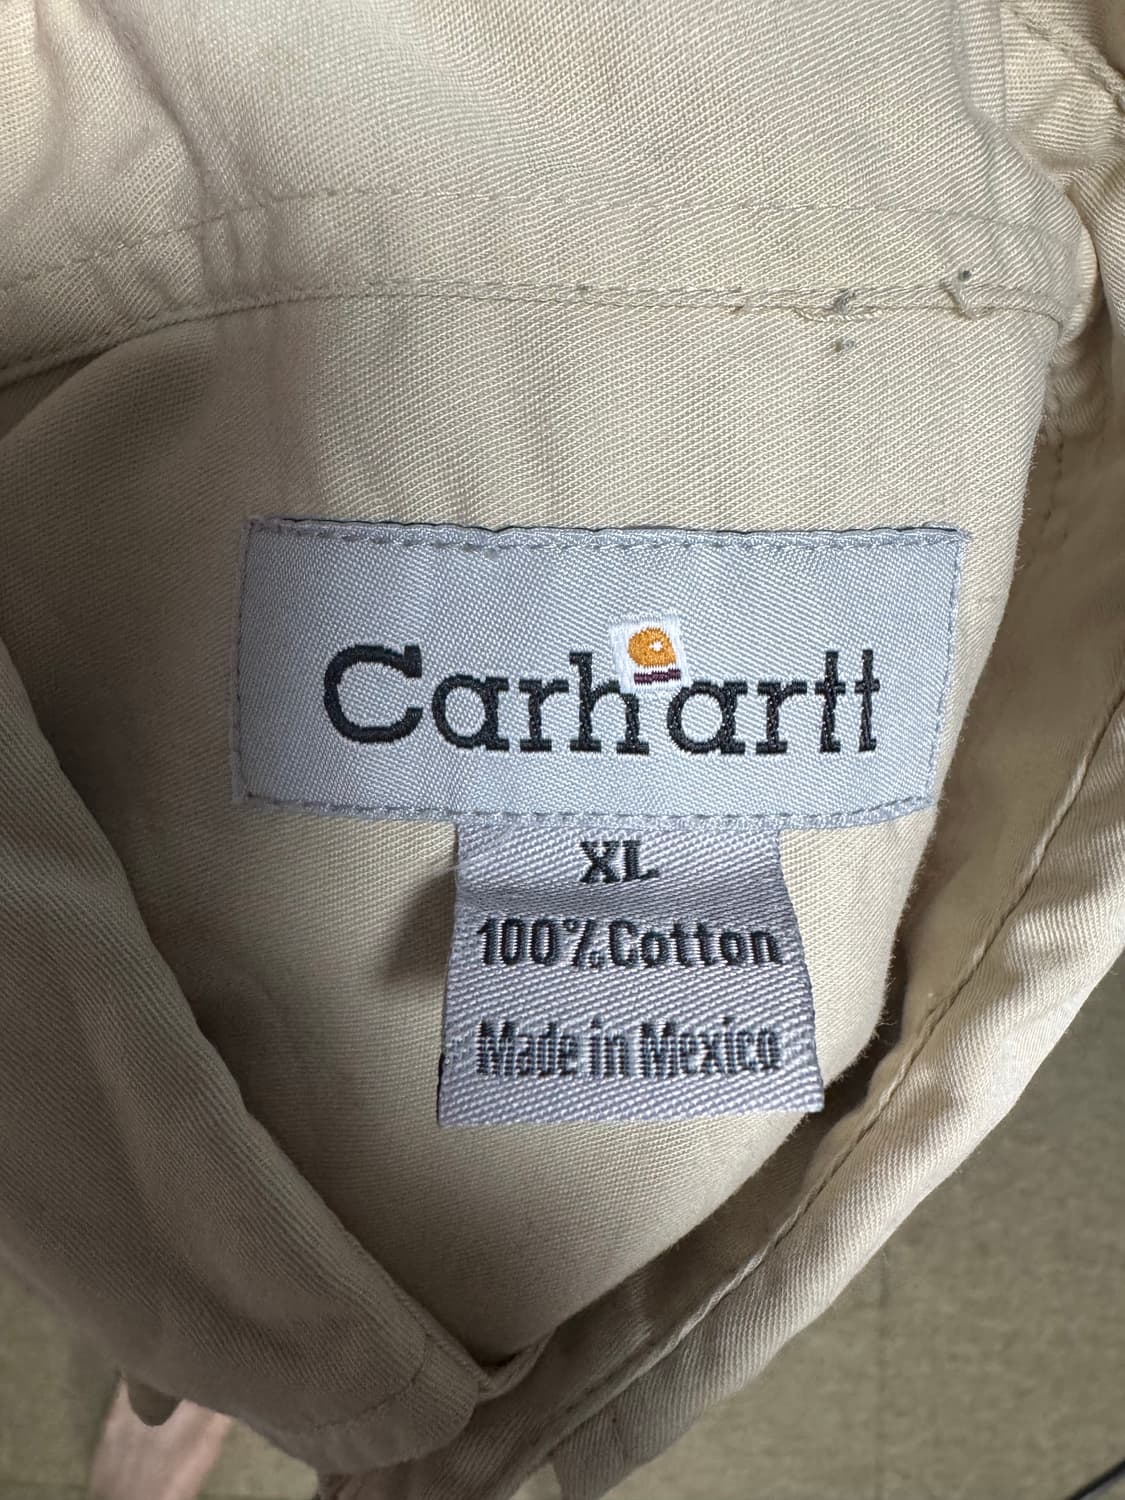 Carhartt
XL
100% Cotton
Made in Mexico